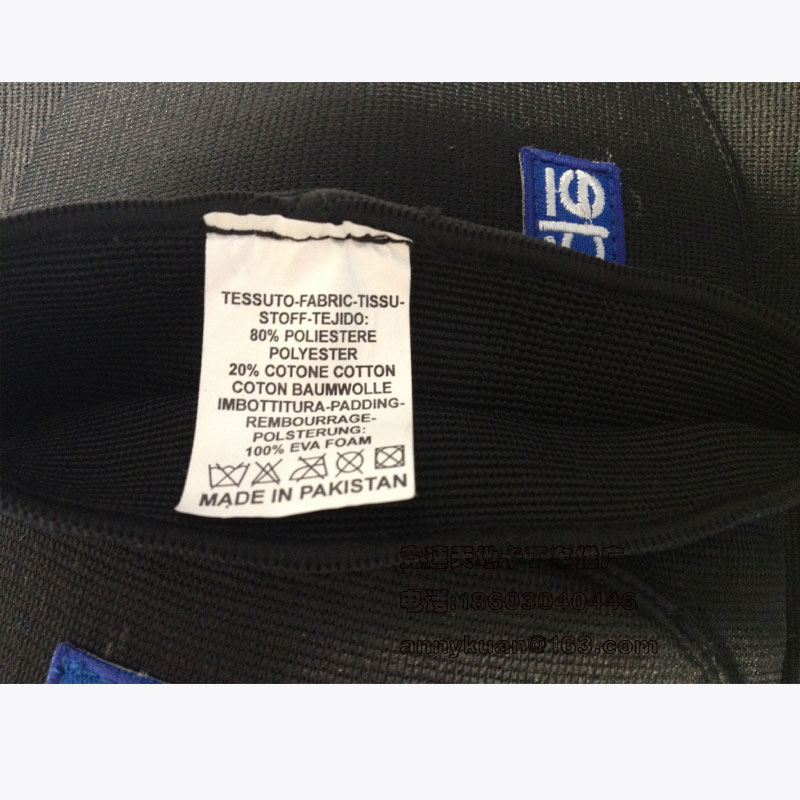 TESSUTO-FABRIC-TISSU-
STOFF-TEJIDO:
80% POLIESTERE
POLYESTER
20% COTONE COTTON
COTON BAUMWOLLE
IMBOTTITURA-PADDING-
REMBOURRAGE-
POLSTERUNG:
100% EVA FOAM
MADE IN PAKISTAN
电话:18603040446
annykuan@163.com